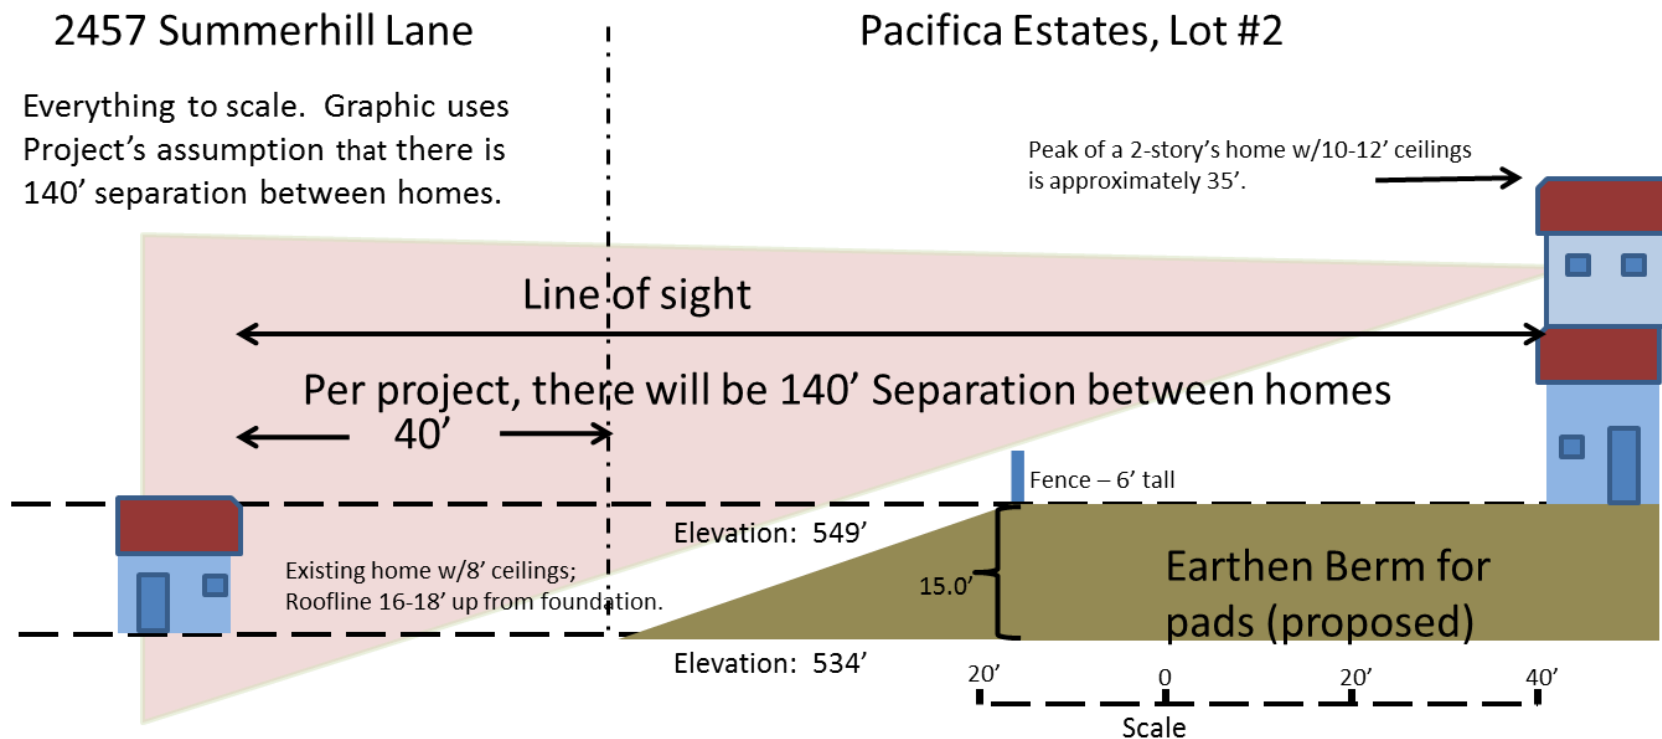 2457 Summerhill Lane
Pacifica Estates, Lot #2
Everything to scale. Graphic uses
Project’s assumption that there is
140’ separation between homes.
Peak of a 2-story’s home w/10-12’ ceilings
is approximately 35’.
Line of sight
Per project, there will be 140’ Separation between homes
40’
Fence – 6’ tall
Elevation: 549’
Existing home w/8’ ceilings;
Roofline 16-18’ up from foundation.
15.0’
Earthen Berm for
pads (proposed)
Elevation: 534’
20’ 0 20’ 40’
Scale